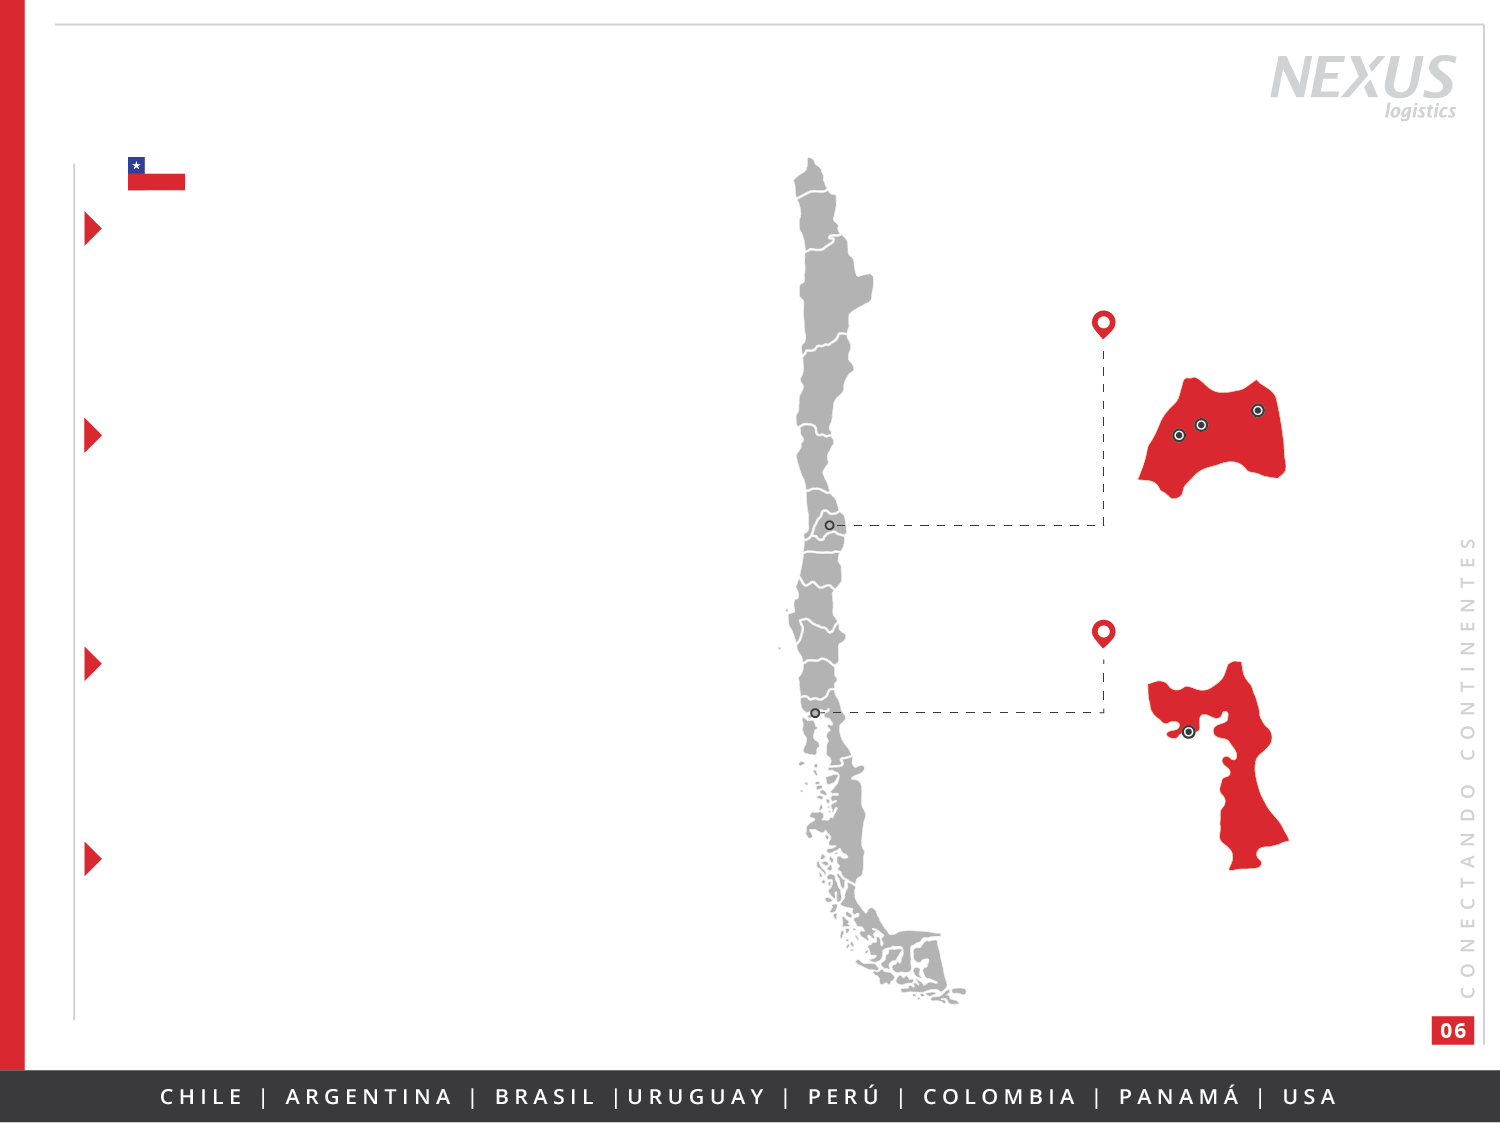 NEXUS
logistics
CONECTANDO CONTINENTES
06
CHILE | ARGENTINA | BRASIL |URUGUAY | PERÚ | COLOMBIA | PANAMÁ | USA